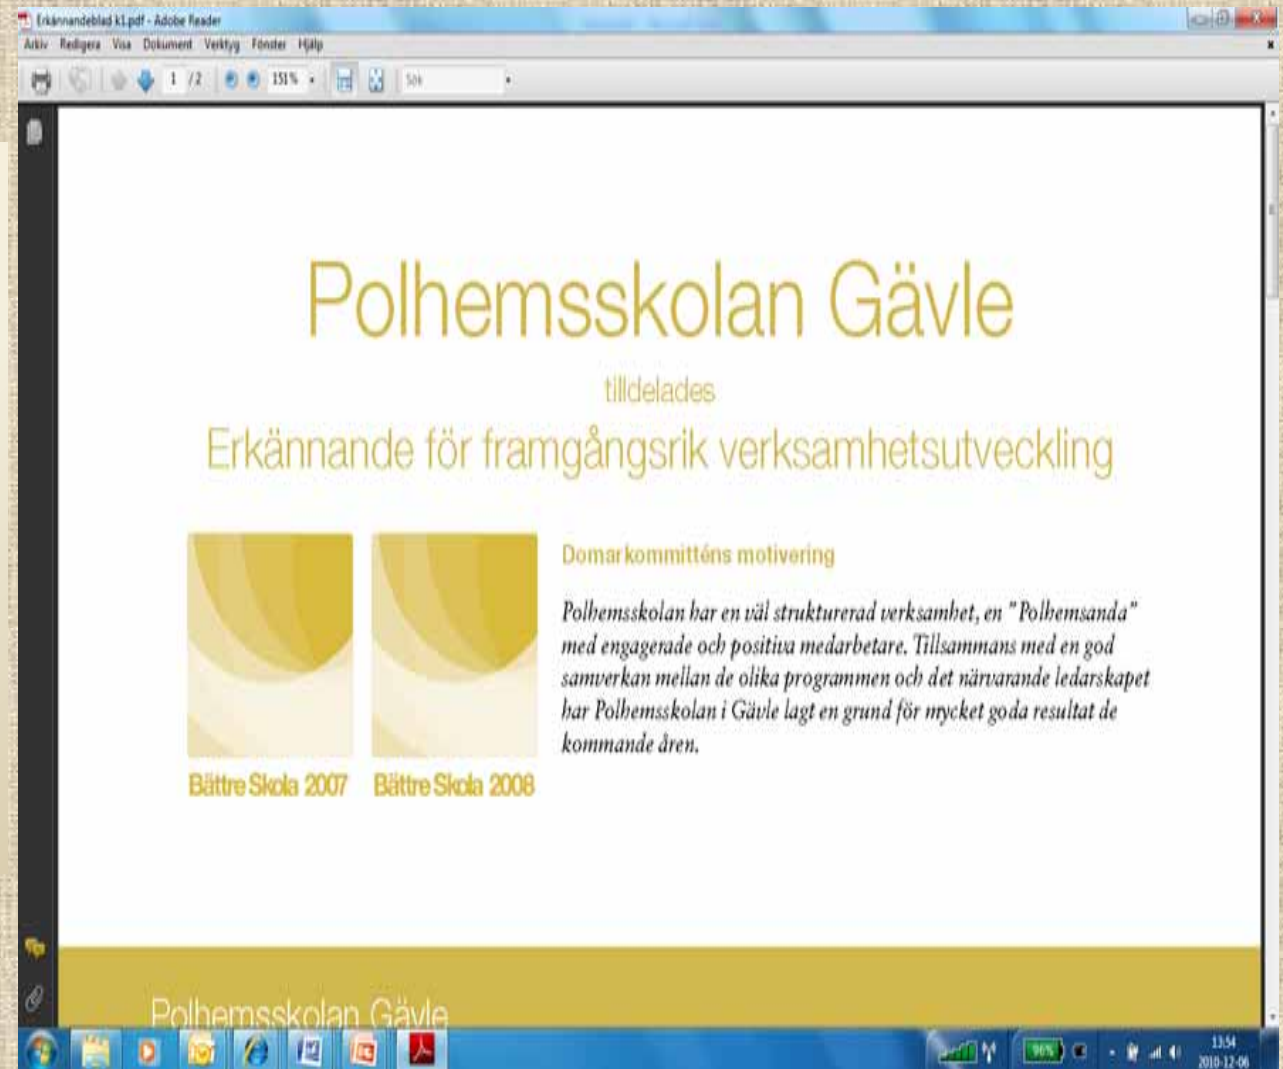 Erkännandeblad k1.pdf - Adobe Reader
Arkiv Redigera Visa Dokument Verktyg Fönster Hjälp
1 / 2 151% Sök
Polhemsskolan Gävle
tilldelades
Erkännande för framgångsrik verksamhetsutveckling
Domarkommitténs motivering
Polhemsskolan har en väl strukturerad verksamhet, en "Polhemsanda"
med engagerade och positiva medarbetare. Tillsammans med en god
samverkan mellan de olika programmen och det närvarande ledarskapet
har Polhemsskolan i Gävle lagt en grund för mycket goda resultat de
kommande åren.
Bättre Skola 2007 Bättre Skola 2008
Polhemsskolan Gävle
96% 13:54
2010-12-06